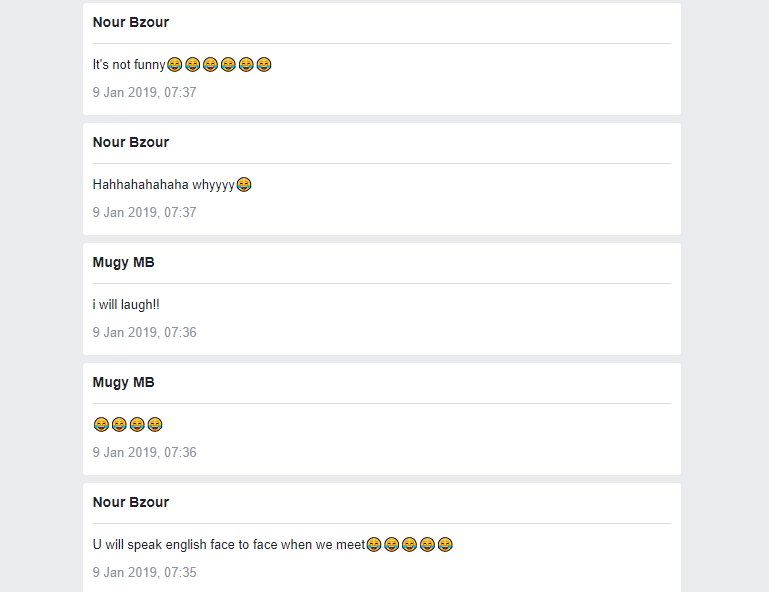 Nour Bzour
It's not funny😂😂😂😂😂😂
9 Jan 2019, 07:37
Nour Bzour
Hahhahahahaha whyyyy😂
9 Jan 2019, 07:37
Mugy MB
i will laugh!!
9 Jan 2019, 07:36
Mugy MB
😂😂😂😂
9 Jan 2019, 07:36
Nour Bzour
U will speak english face to face when we meet😂😂😂😂😂
9 Jan 2019, 07:35